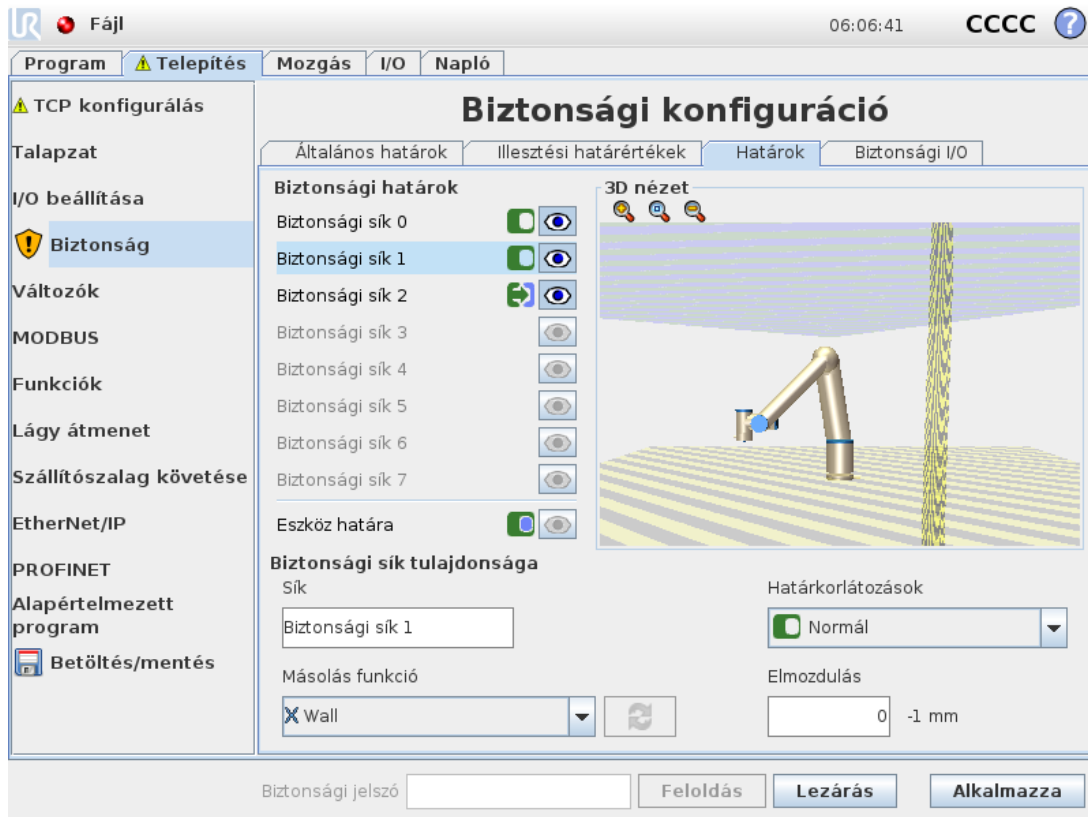 Fájl
06:06:41
CCCC
?
Program
Telepítés
Mozgás
I/O
Napló
TCP konfigurálás
Talapzat
I/O beállítása
Biztonság
Változók
MODBUS
Funkciók
Lágy átmenet
Szállítószalag követése
EtherNet/IP
PROFINET
Alapértelmezett
program
Betöltés/mentés
Biztonsági konfiguráció
Általános határok
Illesztési határértékek
Határok
Biztonsági I/O
Biztonsági határok
Biztonsági sík 0
Biztonsági sík 1
Biztonsági sík 2
Biztonsági sík 3
Biztonsági sík 4
Biztonsági sík 5
Biztonsági sík 6
Biztonsági sík 7
Eszköz határa
3D nézet
Biztonsági sík tulajdonsága
Sík
Biztonsági sík 1
Határkorlátozások
Normál
Másolás funkció
Wall
Elmozdulás
0 -1 mm
Biztonsági jelszó
Feloldás
Lezárás
Alkalmazza